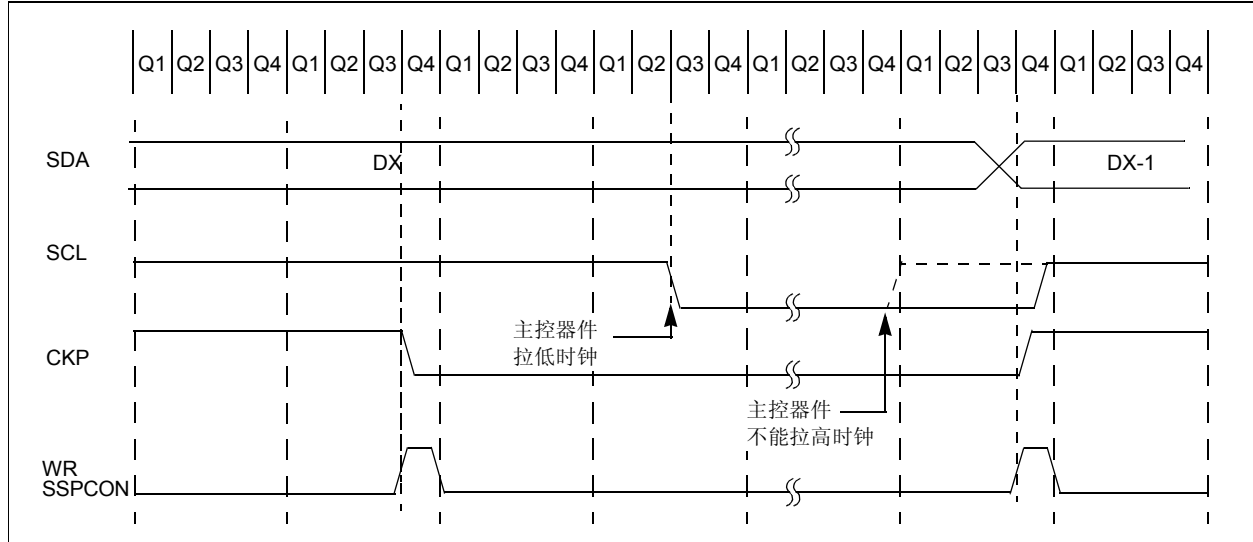 Q1 Q2 Q3 Q4 Q1 Q2 Q3 Q4 Q1 Q2 Q3 Q4 Q1 Q2 Q3 Q4 Q1 Q2 Q3 Q4 Q1 Q2 Q3 Q4 Q1 Q2 Q3 Q4
SDA
DX
DX-1
SCL
主控器件
拉低时钟
CKP
主控器件
不能拉高时钟
WR
SSPCON